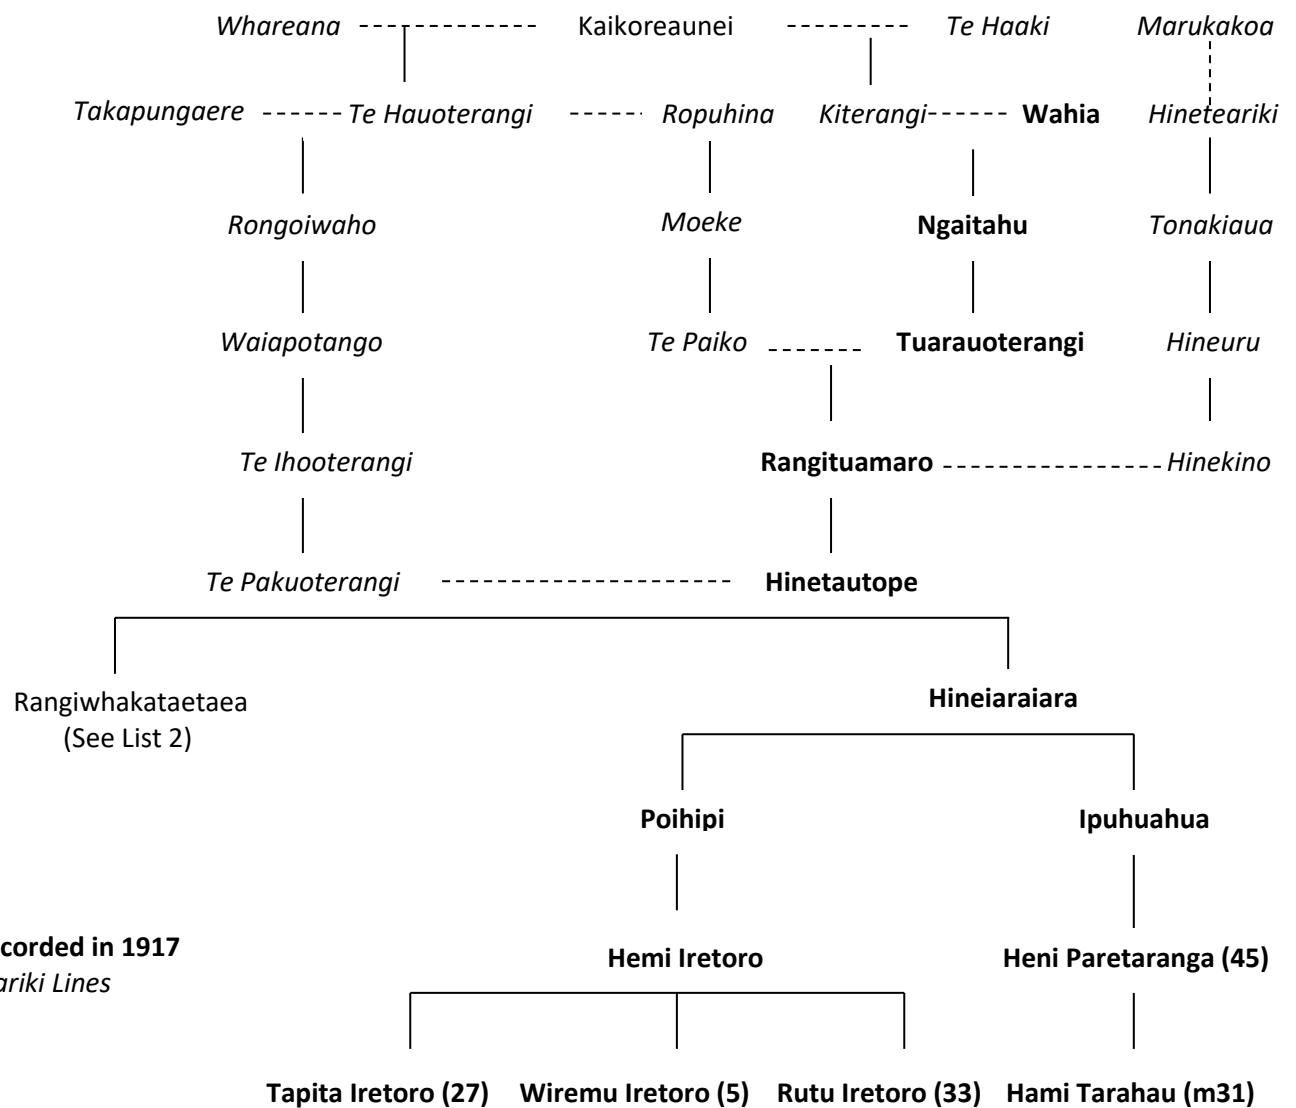 Whareana Kaikoreaunei Te Haaki Marukakoa
Takapungaere Te Hauoterangi Ropuhina Kiterangi Wahia Hineteariki
Rongoiwaho Moeke Ngaitahu Tonakiaua
Waiapotango Te Paiko Tuarauoterangi Hineuru
Te Ihooterangi Rangituamaro Hinekino
Te Pakuoterangi Hinetautope
Rangiwhakataetaea Hineiaraiara
(See List 2)
Poihipi Ipuhuahua
corded in 1917
Hemi Iretoro Heni Paretaranga (45)
ariki Lines
Tapita Iretoro (27) Wiremu Iretoro (5) Rutu Iretoro (33) Hami Tarahau (m31)